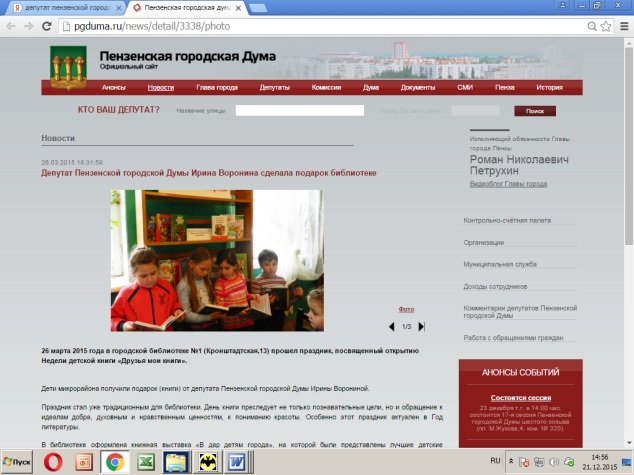 депутат пензенской город
Пензенская городская дум
pgduma.ru/news/detail/3338/photo
Пензенская городская Дума
Официальный сайт
Анонсы Новости Глава города Депутаты Комиссии Дума Документы СМИ Пенза История
КТО ВАШ ДЕПУТАТ? Название улицы Поиск
Новости
26.03.2015 18:31:59
Депутат Пензенской городской Думы Ирина Воронина сделала подарок библиотеке
Фото
1/3
26 марта 2015 года в городской библиотеке №1 (Кронштадтская,13) прошел праздник, посвященный открытию
Недели детской книги «Друзья мои книги».
Дети микрорайона получили подарок (книги) от депутата Пензенской городской Думы Ирины Ворониной.
Праздник стал уже традиционным для библиотеки. День книги преследует не только познавательные цели, но и обращение к
идеалам добра, духовным и нравственным ценностям, к пониманию красоты. Особенно этот праздник актуален в Год
литературы.
В библиотеке оформлена книжная выставка «В дар детям города», на которой были представлены лучшие детские
Исполняющий обязанности Главы
города Пензы
Роман Николаевич
Петрухин
Видеоблог Главы города
Контрольно-счётная палата
Организации
Муниципальная служба
Доходы сотрудников
Комментарии депутатов Пензенской
городской Думы
Работа с обращениями граждан
АНОНСЫ СОБЫТИЙ
Состоится сессия
23 декабря т.г. в 14.00 час.
состоится 17-я сессия Пензенской
городской Думы шестого созыва
(пл. М.Жукова,4, ком. № 320).
Пуск
RU
14:56
21.12.2015